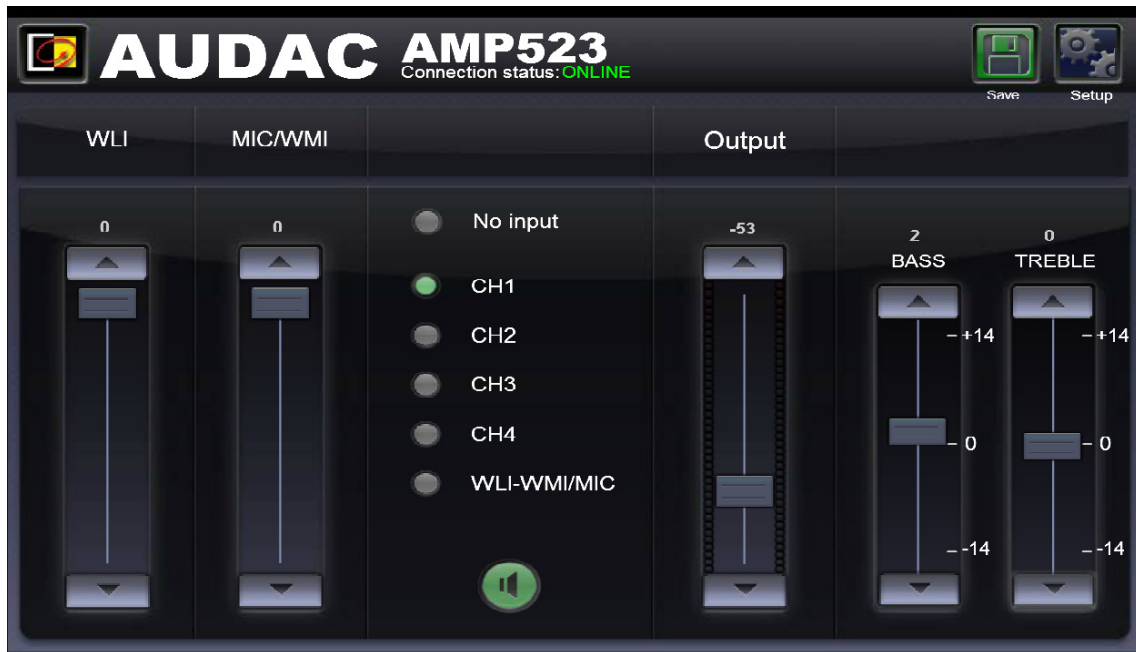 AUDAC AMP523
Connection status: ONLINE
Save Setup
WLI MIC/WMI Output
0 0 -53 2 0
BASS TREBLE
No input
CH1
CH2
CH3
CH4
WLI-WMI/MIC
+14 +14
0 0
-14 -14